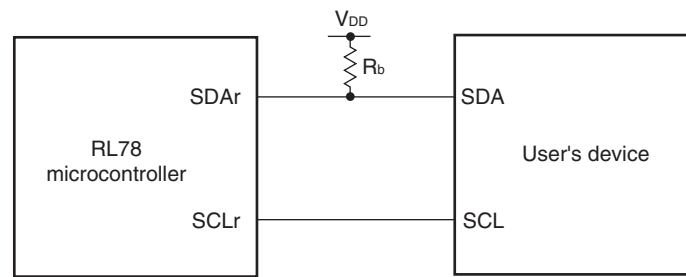 VDD
Rb
SDAr
SDA
RL78
microcontroller
User's device
SCLr
SCL